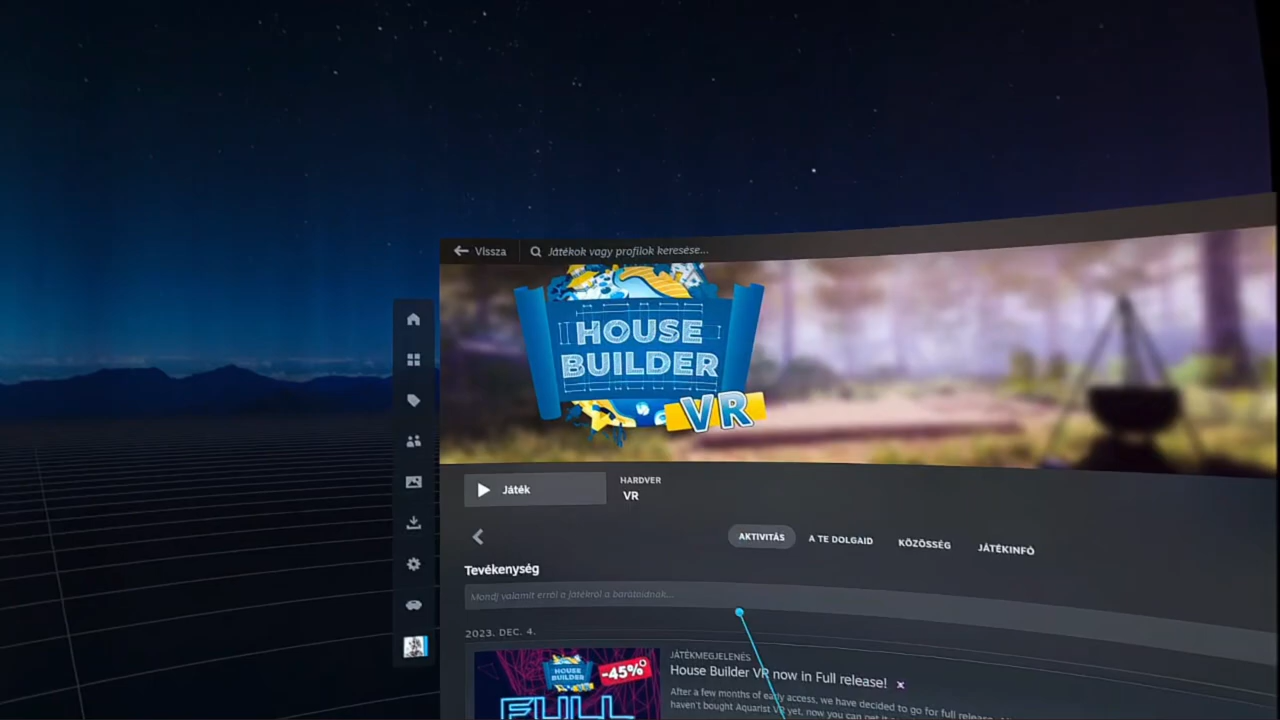 Vissza
Játékok vagy profilok keresése...
HOUSE
BUILDER
VR
Játék
HARDVER
VR
AKTIVITÁS
A TE DOLGAID
KÖZÖSSÉG
JÁTÉKINFÓ
Tevékenység
Mondj valamit erről a játékról a barátaidnak...
2023. DEC. 4.
HOUSE
BUILDER
-45%
FULL
JÁTÉKMEGJELENÉS
House Builder VR now in Full release!
After a few months of early access, we have decided to go for full release.
haven't bought Aquarist VR yet, now you can get it